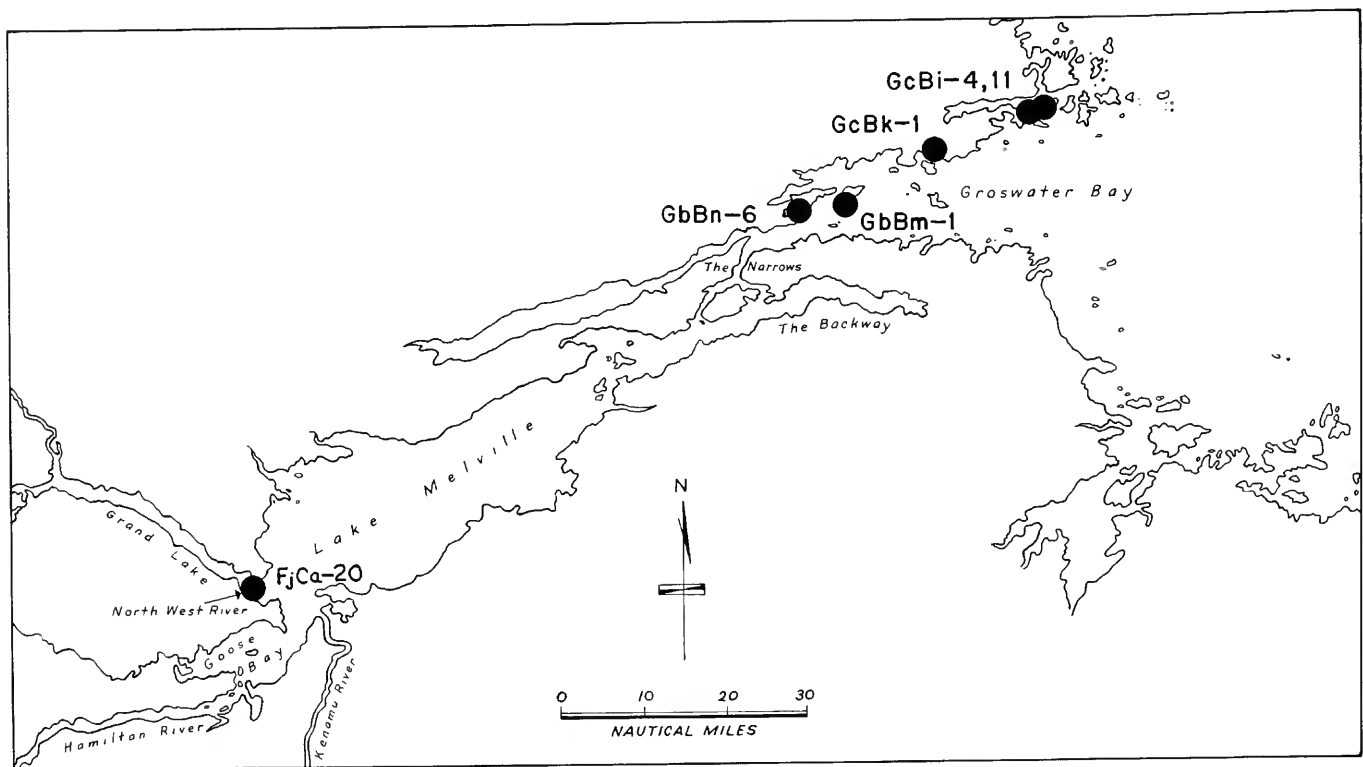 GcBi-4,11
GcBk-1
Groswater Bay
GbBn-6
GbBm-1
The Narrows
The Backway
Lake Melville
N
Grand Lake
FjCa-20
North West River
Goose Bay
Kenamu River
Hamilton River
0 10 20 30
NAUTICAL MILES